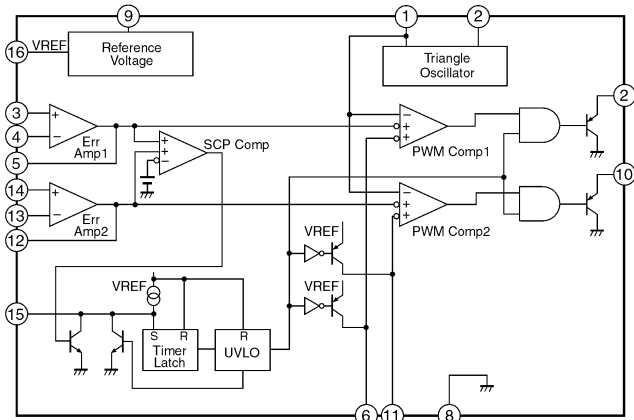 9
1
2
16
VREF
Reference
Voltage
Triangle
Oscillator
3
+
4
−
5
Err
Amp1
SCP Comp
+
+
−
−
+
+
PWM Comp1
2
14
+
13
−
12
Err
Amp2
−
+
+
PWM Comp2
10
VREF
VREF
VREF
15
S
R
R
Timer
Latch
UVLO
6
11
8